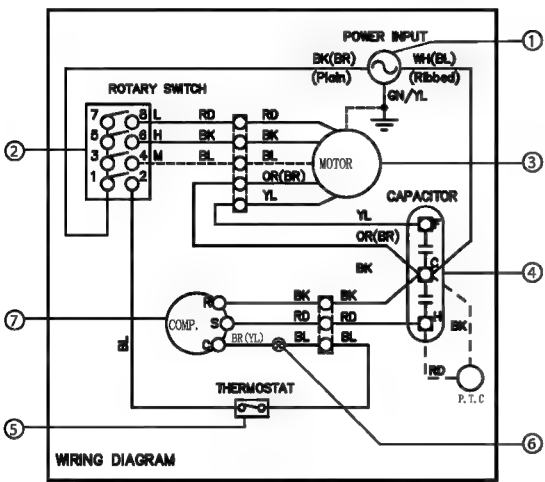 POWER INPUT
1
BK(BR)
WH(BL)
(Plain)
(Ribbed)
ROTARY SWITCH
GN/YL
7 8 L RD RD
5 6 H BK BK
2
3 4 M BL BL
MOTOR
3
1 2
OR(BR)
YL
CAPACITOR
YL
F
OR(BR)
BK
C
4
R BK BK
7
COMP.
S RD RD
H
BK
C BR(YL) BL BL
BL
RD
P.T.C
THERMOSTAT
5
6
WIRING DIAGRAM